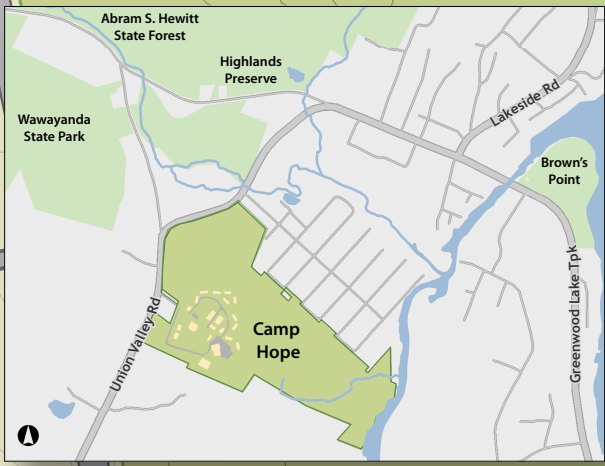 Abram S. Hewitt
State Forest
Highlands
Preserve
Lakeside Rd
Wawayanda
State Park
Brown's
Point
Greenwood Lake Tpk
Union Valley Rd
Camp
Hope